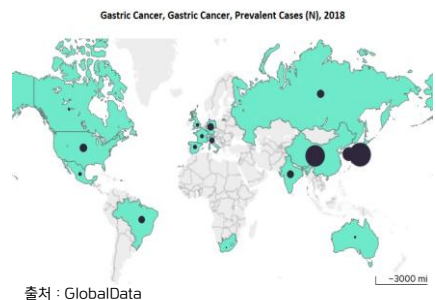 Gastric Cancer, Gastric Cancer, Prevalent Cases (N), 2018
~3000 mi
출처 : GlobalData